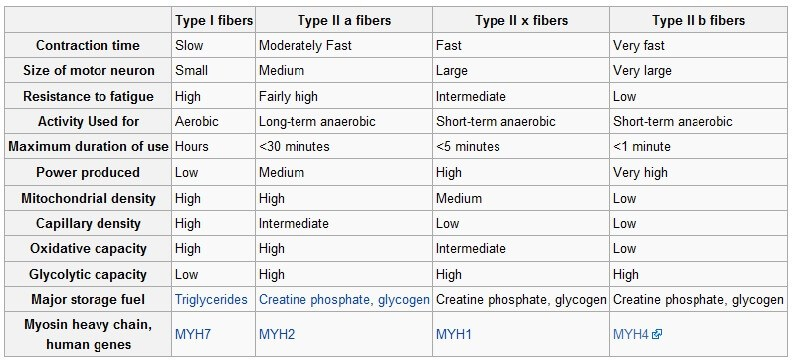 Type I fibers Type II a fibers Type II x fibers Type II b fibers
Contraction time Slow Moderately Fast Fast Very fast
Size of motor neuron Small Medium Large Very large
Resistance to fatigue High Fairly high Intermediate Low
Activity Used for Aerobic Long-term anaerobic Short-term anaerobic Short-term anaerobic
Maximum duration of use Hours <30 minutes <5 minutes <1 minute
Power produced Low Medium High Very high
Mitochondrial density High High Medium Low
Capillary density High Intermediate Low Low
Oxidative capacity High High Intermediate Low
Glycolytic capacity Low High High High
Major storage fuel Triglycerides Creatine phosphate, glycogen Creatine phosphate, glycogen Creatine phosphate, glycogen
Myosin heavy chain,
human genes MYH7 MYH2 MYH1 MYH4